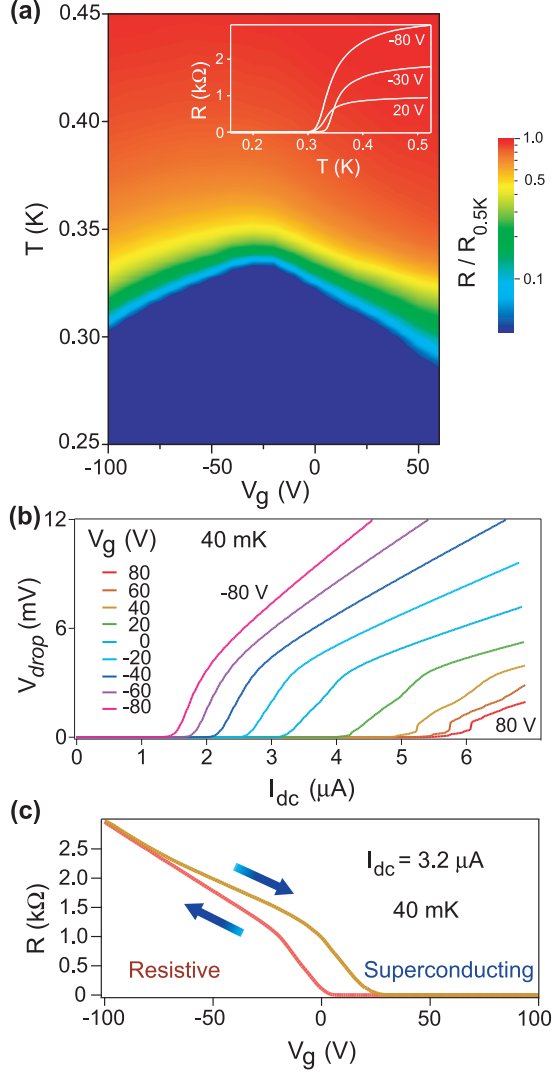 (a)
0.45
0.40
0.35
0.30
0.25
T (K)
-100
-50
0
50
V_g (V)
R (kΩ)
2
1
0
0.2
0.3
0.4
0.5
T (K)
-80 V
-30 V
20 V
1.0
0.1
R / R_0.5K
(b)
V_g (V)
80
60
40
20
0
-20
-40
-60
-80
40 mK
-80 V
80 V
V_drop (mV)
12
6
0
0
1
2
3
4
5
6
I_dc (μA)
(c)
R (kΩ)
2.5
2.0
1.5
1.0
0.5
0
I_dc = 3.2 μA
40 mK
Resistive
Superconducting
-100
-50
0
50
100
V_g (V)